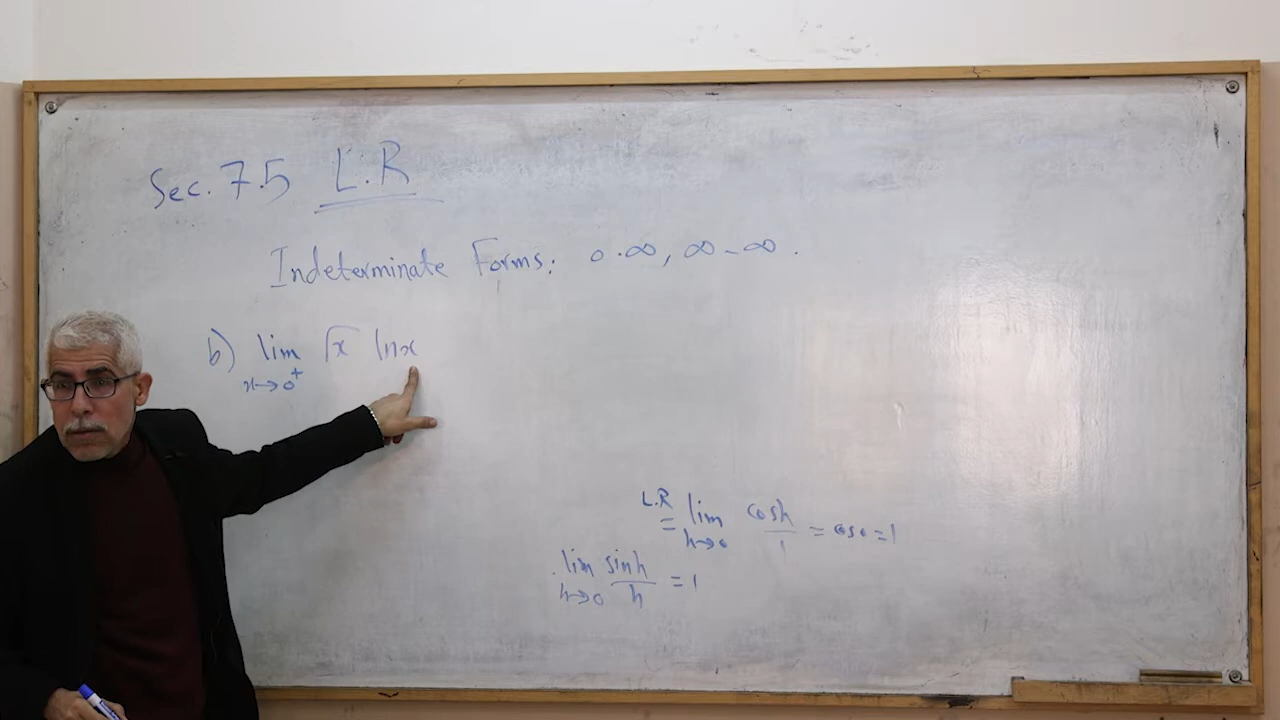 Sec. 7.5 L.R
Indeterminate Forms: 0·∞, ∞-∞.
b) lim √x lnx
x→0⁺
L.R
= lim cosh/1 = cos0 = 1
h→0
lim sinh/h = 1
h→0